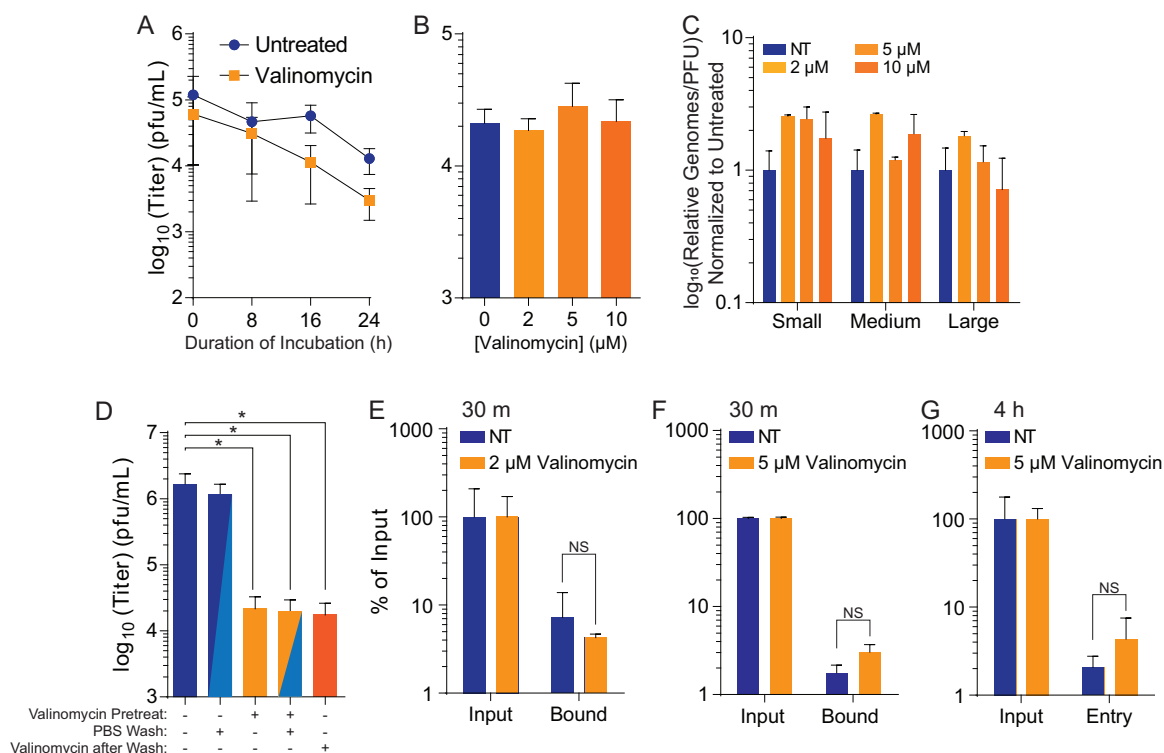 A
log₁₀ (Titer) (pfu/mL)
6
5
4
3
2
Untreated
Valinomycin
0 8 16 24
Duration of Incubation (h)
B
5
4
3
0 2 5 10
[Valinomycin] (µM)
C
log₁₀(Relative Genomes/PFU)
Normalized to Untreated
10
1
0.1
NT
2 µM
5 µM
10 µM
Small Medium Large
D
log₁₀ (Titer) (pfu/mL)
7
6
5
4
3
*
*
*
Valinomycin Pretreat: - - + + -
PBS Wash: - + - + -
Valinomycin after Wash: - - - - +
E
30 m
NT
2 µM Valinomycin
% of Input
1000
100
10
1
NS
Input Bound
F
30 m
NT
5 µM Valinomycin
1000
100
10
1
NS
Input Bound
G
4 h
NT
5 µM Valinomycin
1000
100
10
1
NS
Input Entry